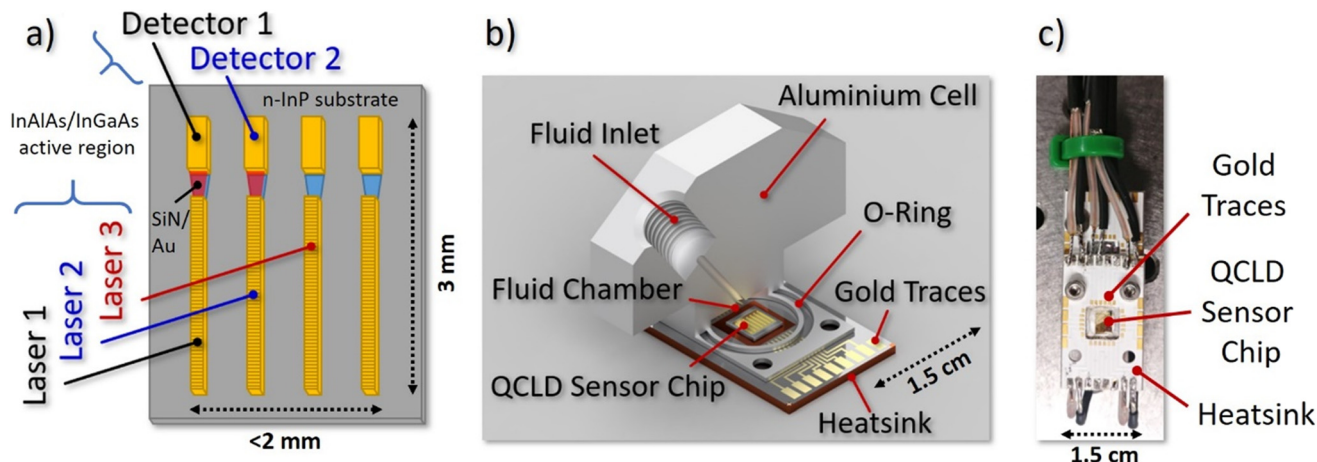 a)
Detector 1
Detector 2
n-InP substrate
InAlAs/InGaAs
active region
SiN/
Au
Laser 1
Laser 2
Laser 3
3 mm
<2 mm
b)
Aluminium Cell
Fluid Inlet
O-Ring
Fluid Chamber
Gold Traces
QCLD Sensor Chip
1.5 cm
Heatsink
c)
Gold
Traces
QCLD
Sensor
Chip
Heatsink
1.5 cm